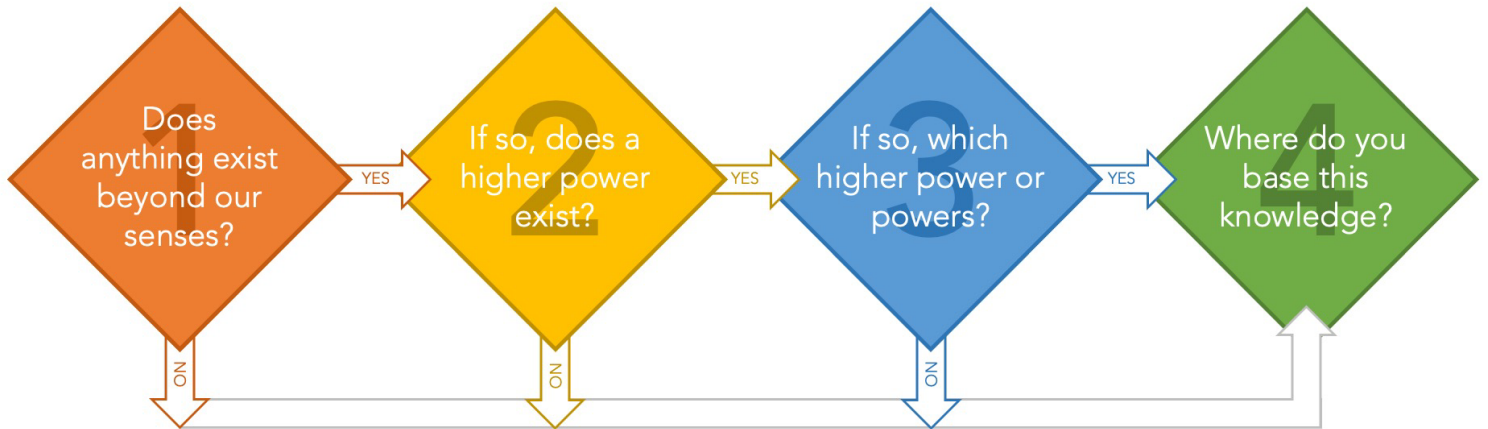 1
Does
anything exist
beyond our
senses?
YES
NO
2
If so, does a
higher power
exist?
YES
NO
3
If so, which
higher power or
powers?
YES
NO
4
Where do you
base this
knowledge?